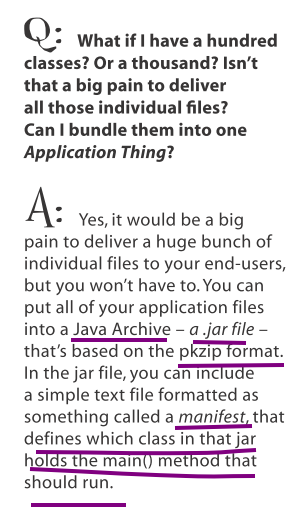 Q: What if I have a hundred
classes? Or a thousand? Isn’t
that a big pain to deliver
all those individual files?
Can I bundle them into one
Application Thing?
A: Yes, it would be a big
pain to deliver a huge bunch of
individual files to your end-users,
but you won’t have to. You can
put all of your application files
into a Java Archive – a .jar file –
that’s based on the pkzip format.
In the jar file, you can include
a simple text file formatted as
something called a manifest, that
defines which class in that jar
holds the main() method that
should run.